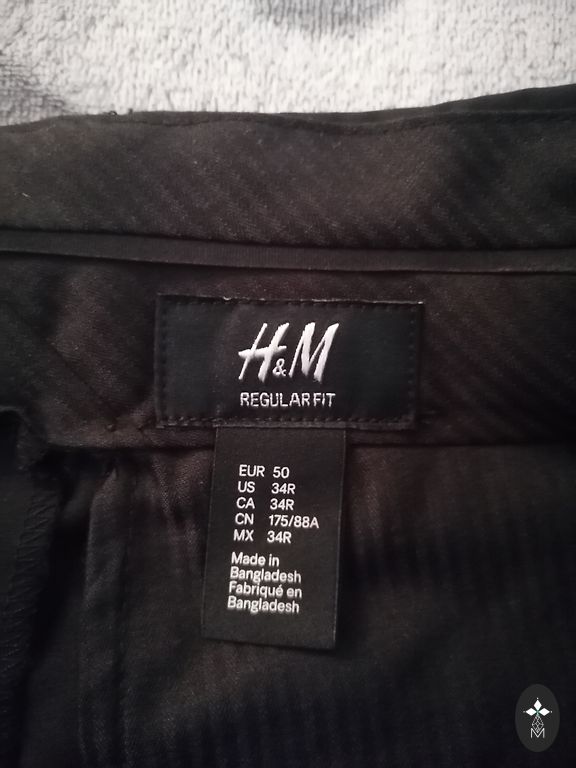 H&M
REGULAR FIT
EUR 50
US 34R
CA 34R
CN 175/88A
MX 34R
Made in
Bangladesh
Fabriqué en
Bangladesh
M